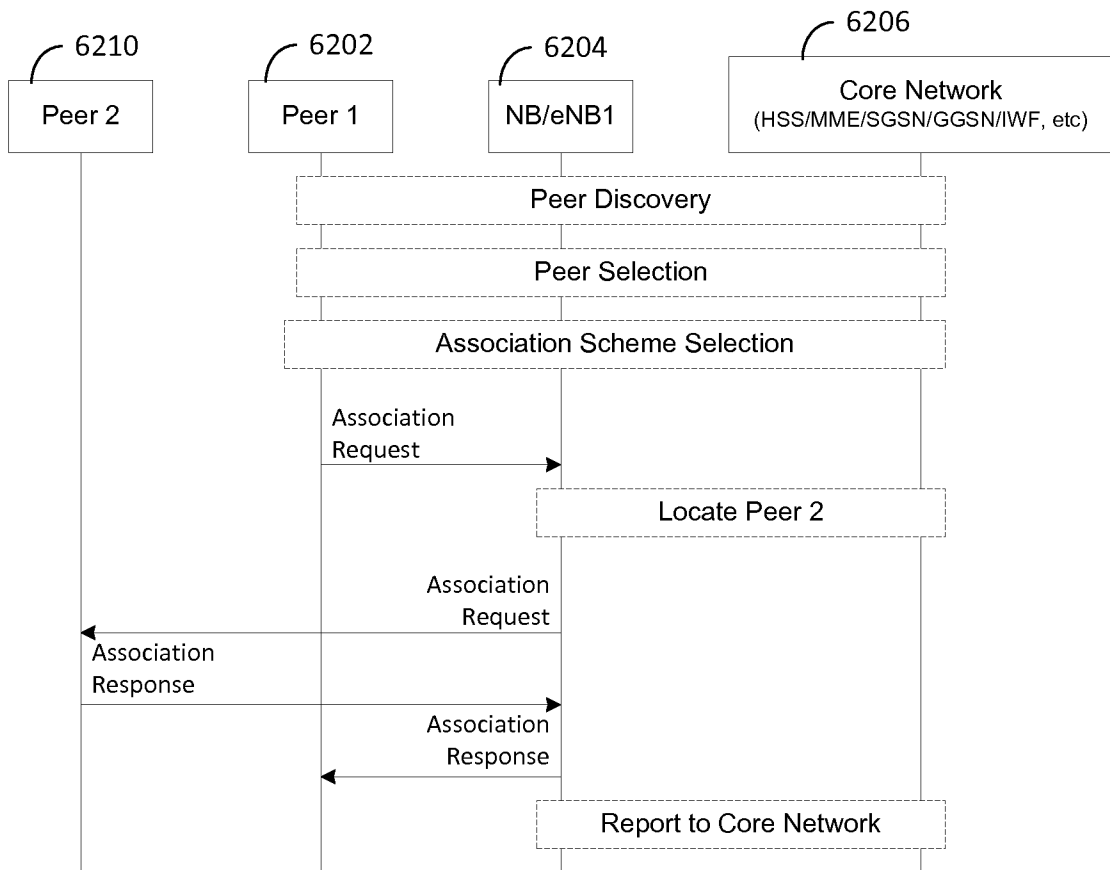 6210
6202
6204
6206
Peer 2
Peer 1
NB/eNB1
Core Network
(HSS/MME/SGSN/GGSN/IWF, etc)
Peer Discovery
Peer Selection
Association Scheme Selection
Association
Request
Locate Peer 2
Association
Request
Association
Response
Association
Response
Report to Core Network